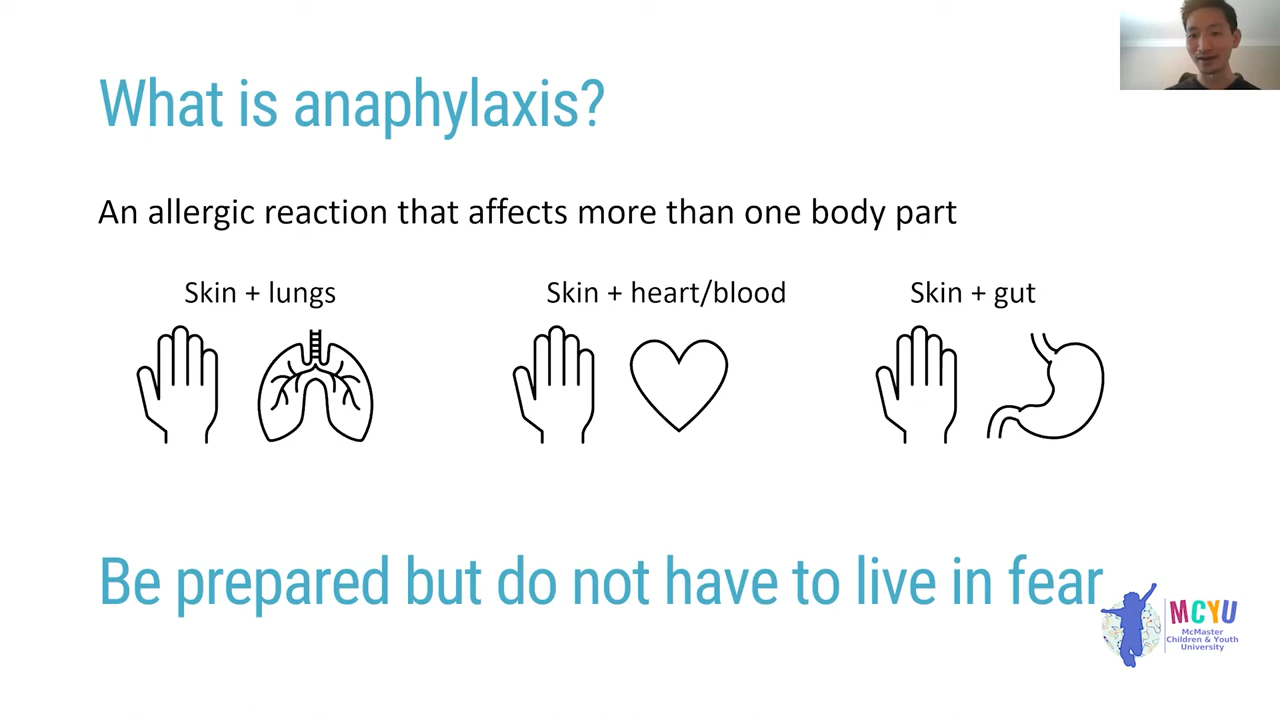 What is anaphylaxis?
An allergic reaction that affects more than one body part
Skin + lungs
Skin + heart/blood
Skin + gut
Be prepared but do not have to live in fear
MCYU
McMaster
Children & Youth
University